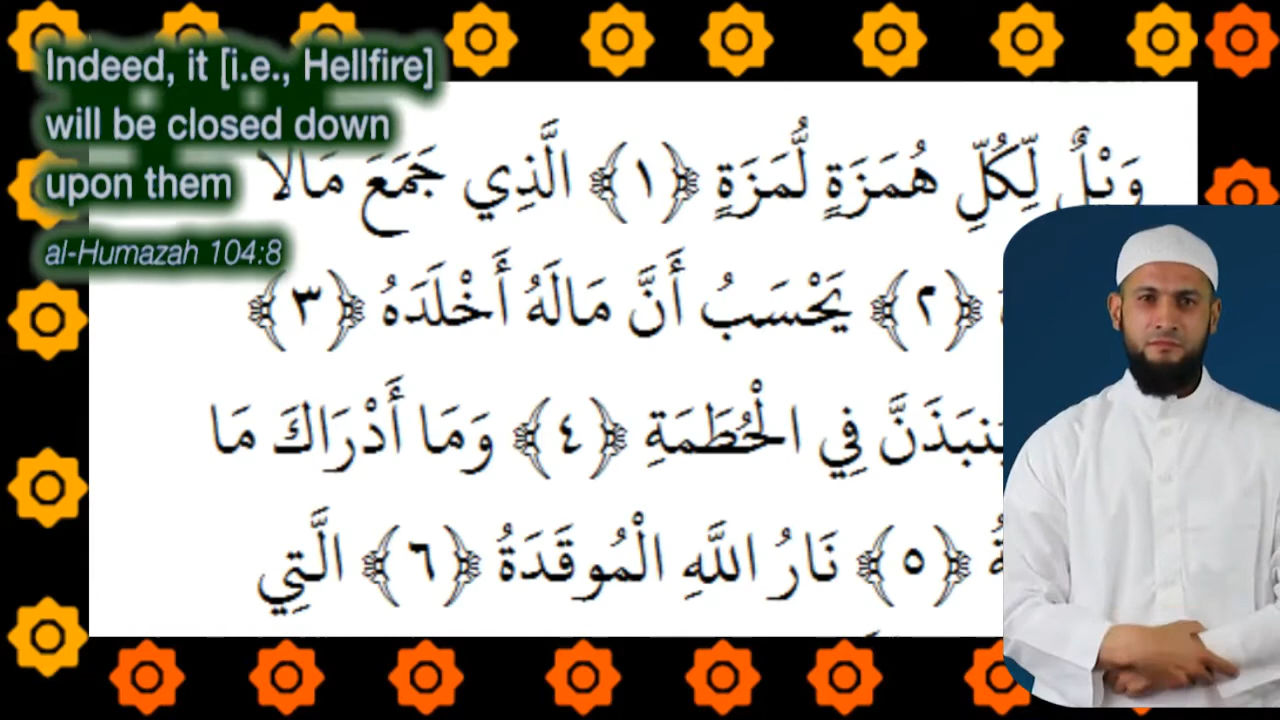 Indeed, it [i.e., Hellfire]
will be closed down
upon them
al-Humazah 104:8
وَيْلٌ لِّكُلِّ هُمَزَةٍ لُّمَزَةٍ ﴿١﴾ الَّذِي جَمَعَ مَالًا
﴿٢﴾ يَحْسَبُ أَنَّ مَالَهُ أَخْلَدَهُ ﴿٣﴾
فِي الْحُطَمَةِ ﴿٤﴾ وَمَا أَدْرَاكَ مَا
﴿٥﴾ نَارُ اللَّهِ الْمُوقَدَةُ ﴿٦﴾ الَّتِي